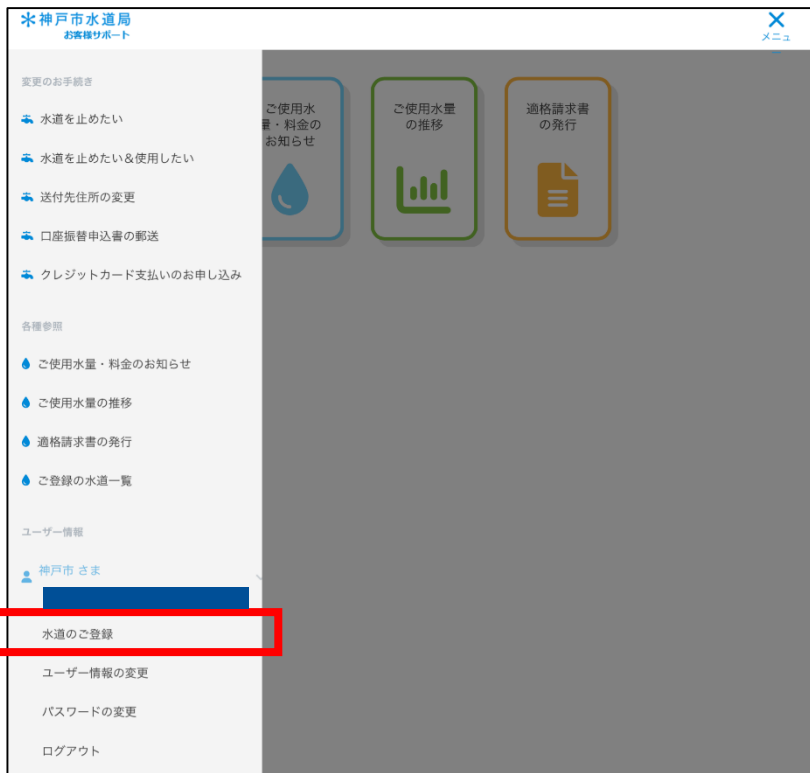 神戸市水道局
お客様サポート
メニュー
変更のお手続き
水道を止めたい
水道を止めたい&使用したい
送付先住所の変更
口座振替申込書の郵送
クレジットカード支払いのお申し込み
各種参照
ご使用水量・料金のお知らせ
ご使用水量の推移
適格請求書の発行
ご登録の水道一覧
ユーザー情報
神戸市 さま
水道のご登録
ユーザー情報の変更
パスワードの変更
ログアウト
ご使用水
量・料金の
お知らせ
ご使用水量
の推移
適格請求書
の発行